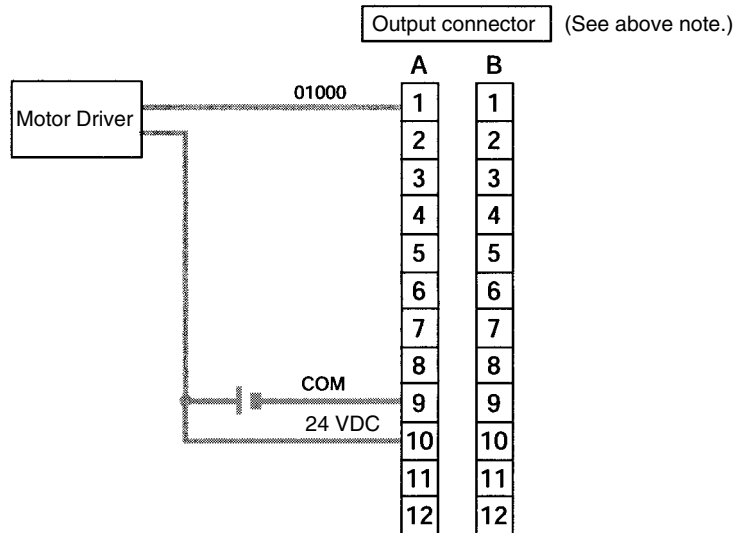 Output connector (See above note.)
A B
Motor Driver
01000
1 1
2 2
3 3
4 4
5 5
6 6
7 7
8 8
COM
9 9
24 VDC
10 10
11 11
12 12